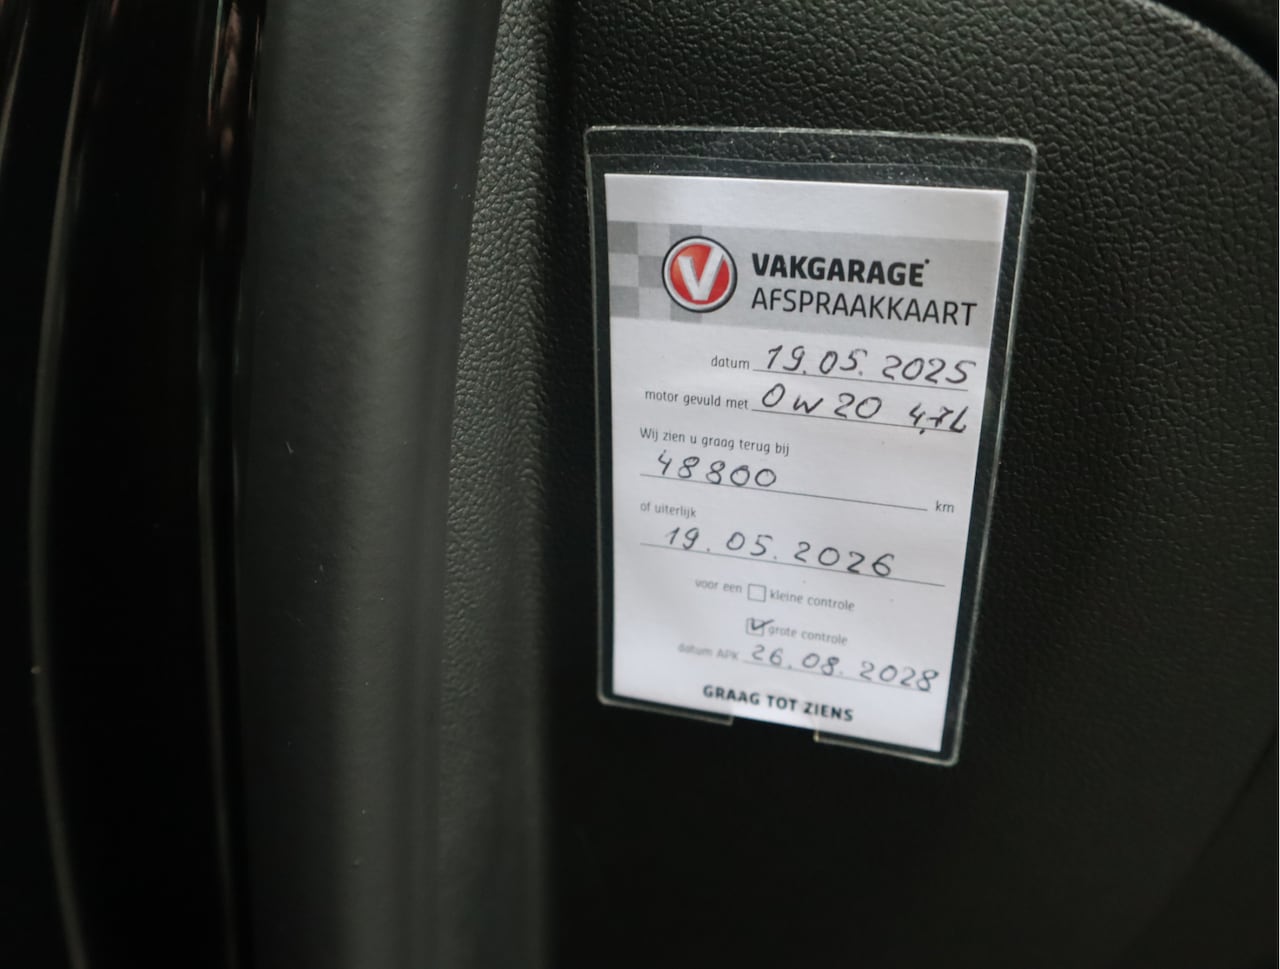 V
VAKGARAGE
AFSPRAAKKAART
datum 19.05.2025
motor gevuld met 0W20 4,7L
Wij zien u graag terug bij
48800 km
of uiterlijk
19.05.2026
voor een kleine controle
grote controle
datum APK 26.08.2028
GRAAG TOT ZIENS